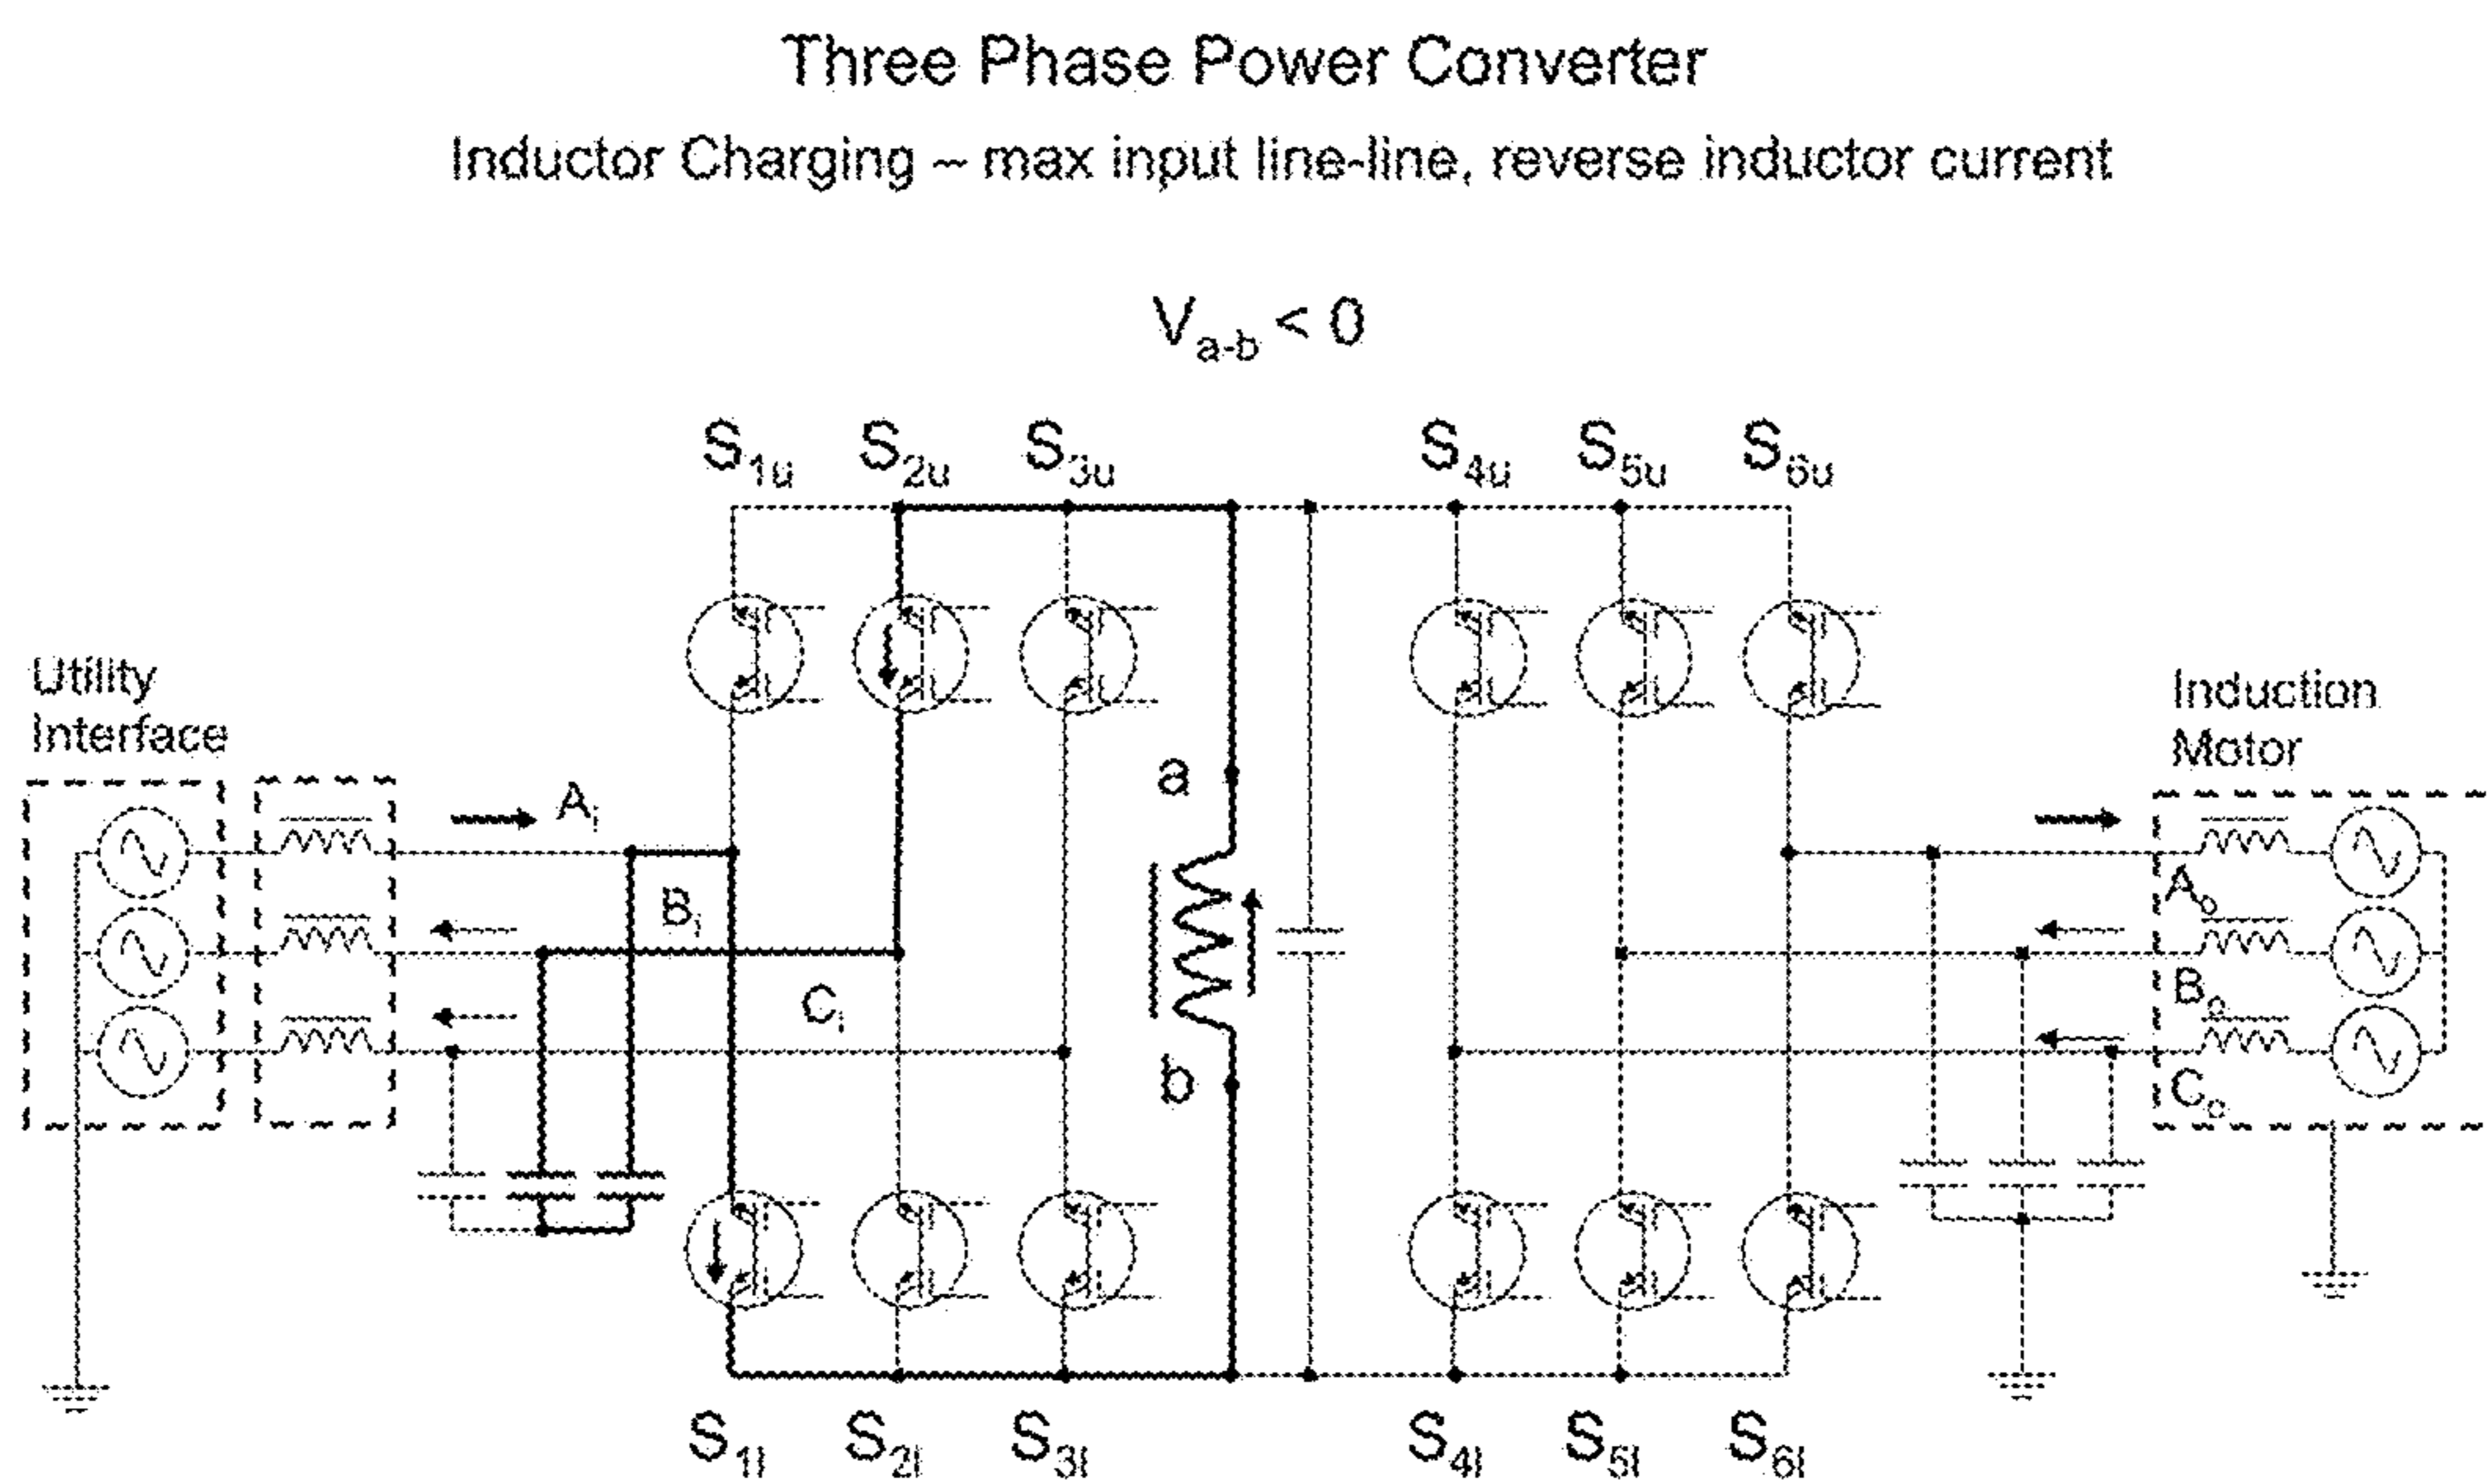 Three Phase Power Converter
Inductor Charging – max input line-line, reverse inductor current
Va-b < 0
S1u S2u S3u S4u S5u S6u
Utility
Interface
Induction
Motor
a
Ai
Bi
Ao
Ci
Bo
b
Co
S1l S2l S3l S4l S5l S6l